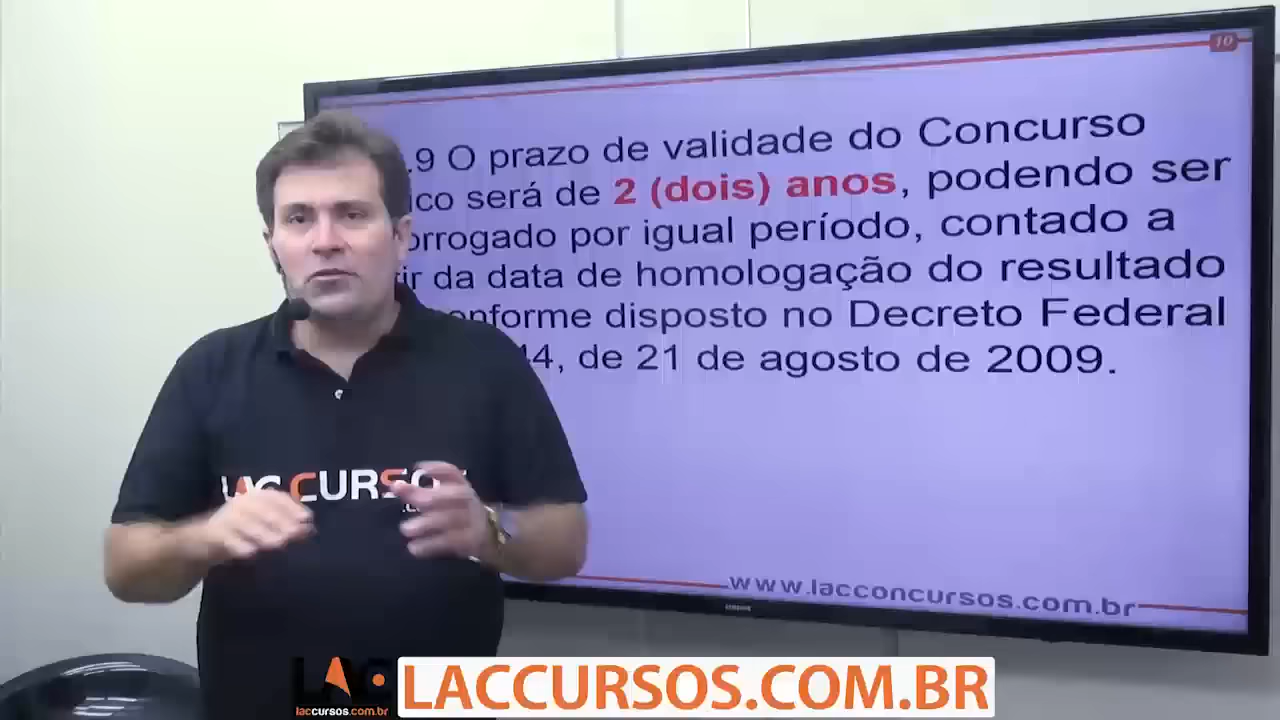 10
.9 O prazo de validade do Concurso
ico será de 2 (dois) anos, podendo ser
orrogado por igual período, contado a
ir da data de homologação do resultado
onforme disposto no Decreto Federal
44, de 21 de agosto de 2009.
LAC CURSOS
www.lacconcursos.com.br
SAMSUNG
LAC
laccursos.com.br
LACCURSOS.COM.BR